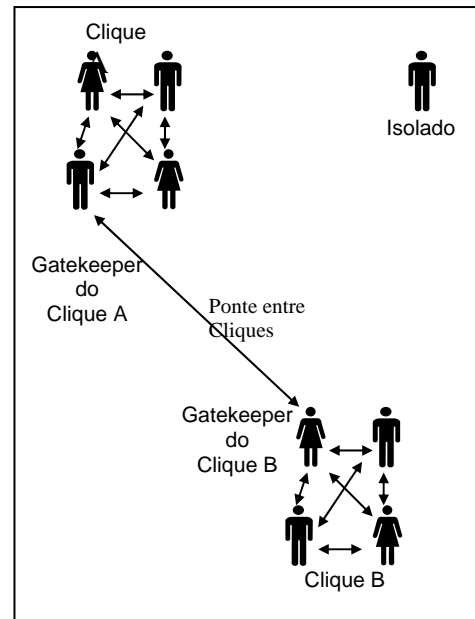 Clique
A
Isolado
Gatekeeper
do
Clique A
Ponte entre
Cliques
Gatekeeper
do
Clique B
Clique B